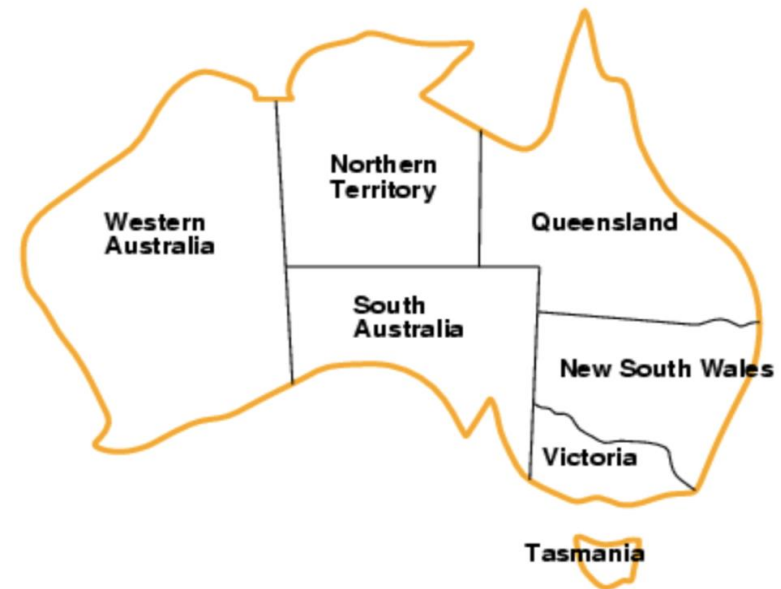 Northern
Territory
Western
Australia
Queensland
South
Australia
New South Wales
Victoria
Tasmania